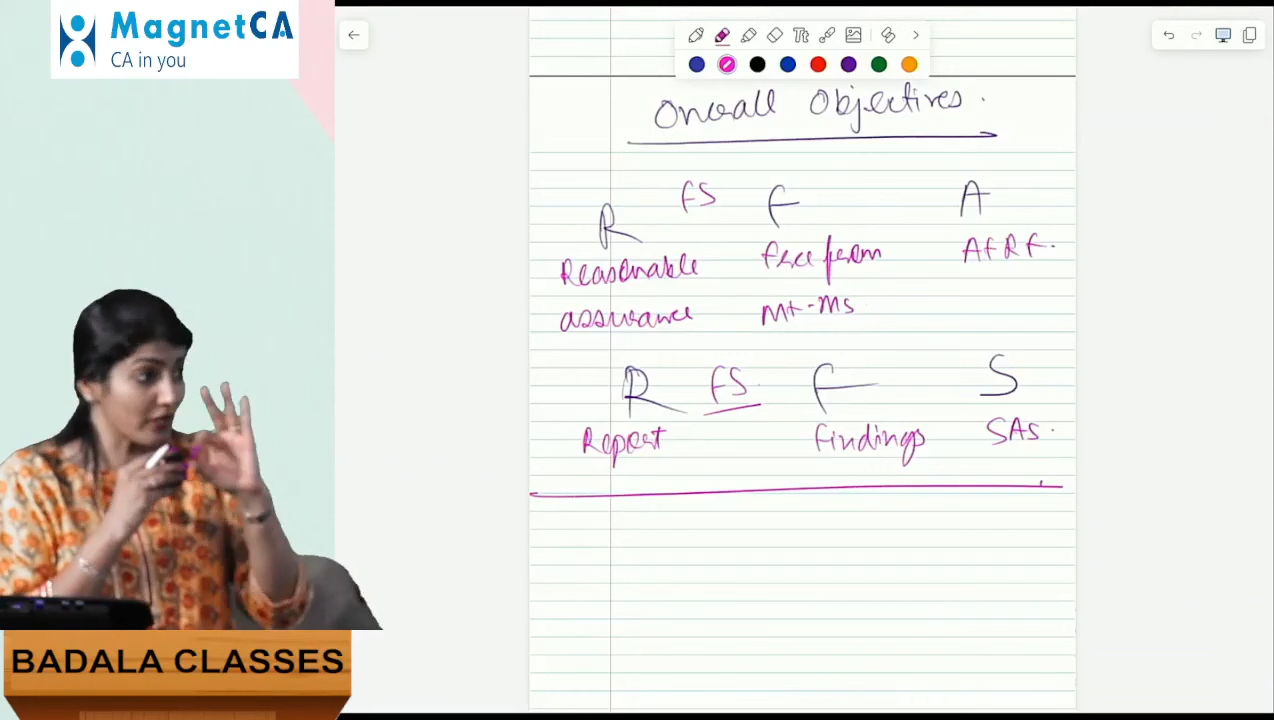 MagnetCA
CA in you
Tt
Overall Objectives.
R FS F A
Reasonable free from AFRF.
assurance Mt-Ms
R FS F S
Report findings SAs.
BADALA CLASSES